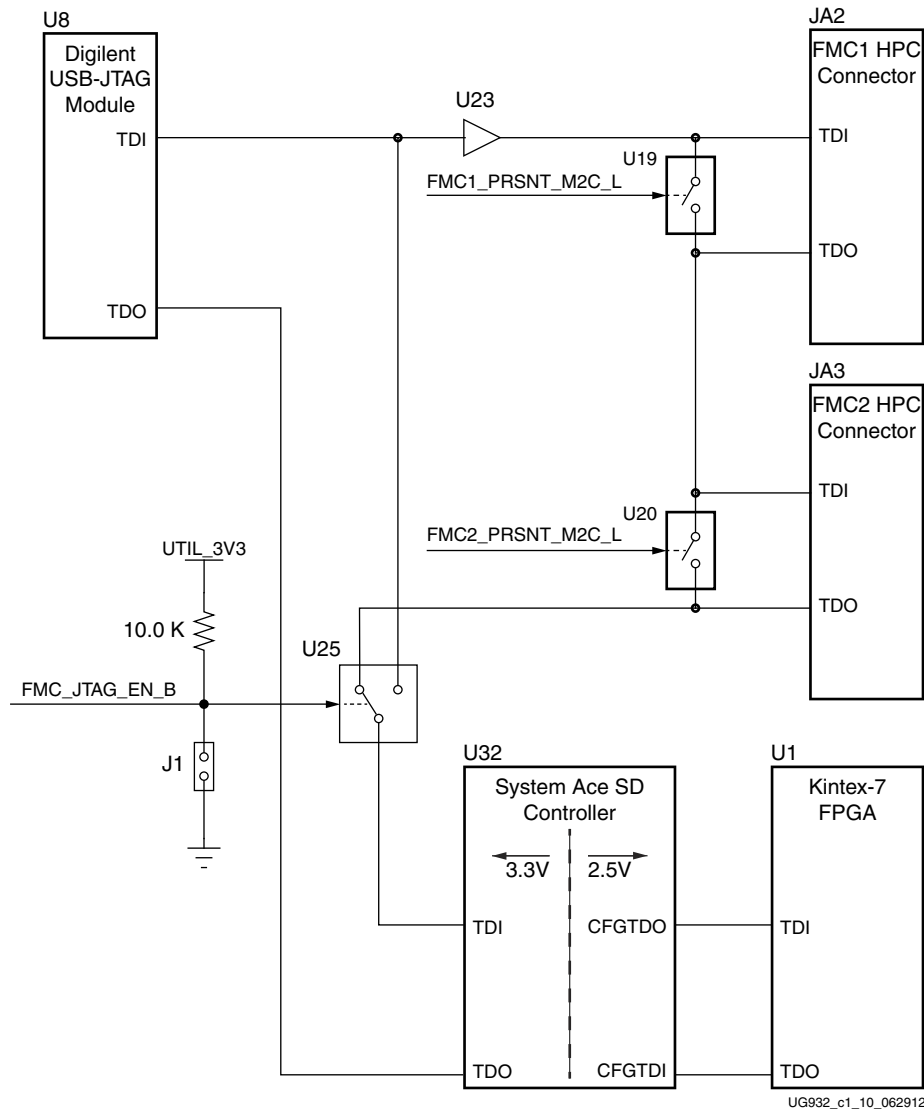 U8
Digilent
USB-JTAG
Module
TDI
TDO
U23
JA2
FMC1 HPC
Connector
TDI
U19
FMC1_PRSNT_M2C_L
TDO
JA3
FMC2 HPC
Connector
TDI
U20
FMC2_PRSNT_M2C_L
TDO
UTIL_3V3
10.0 K
U25
FMC_JTAG_EN_B
J1
U32
System Ace SD
Controller
3.3V
2.5V
TDI
CFGTDO
TDO
CFGTDI
U1
Kintex-7
FPGA
TDI
TDO
UG932_c1_10_062912